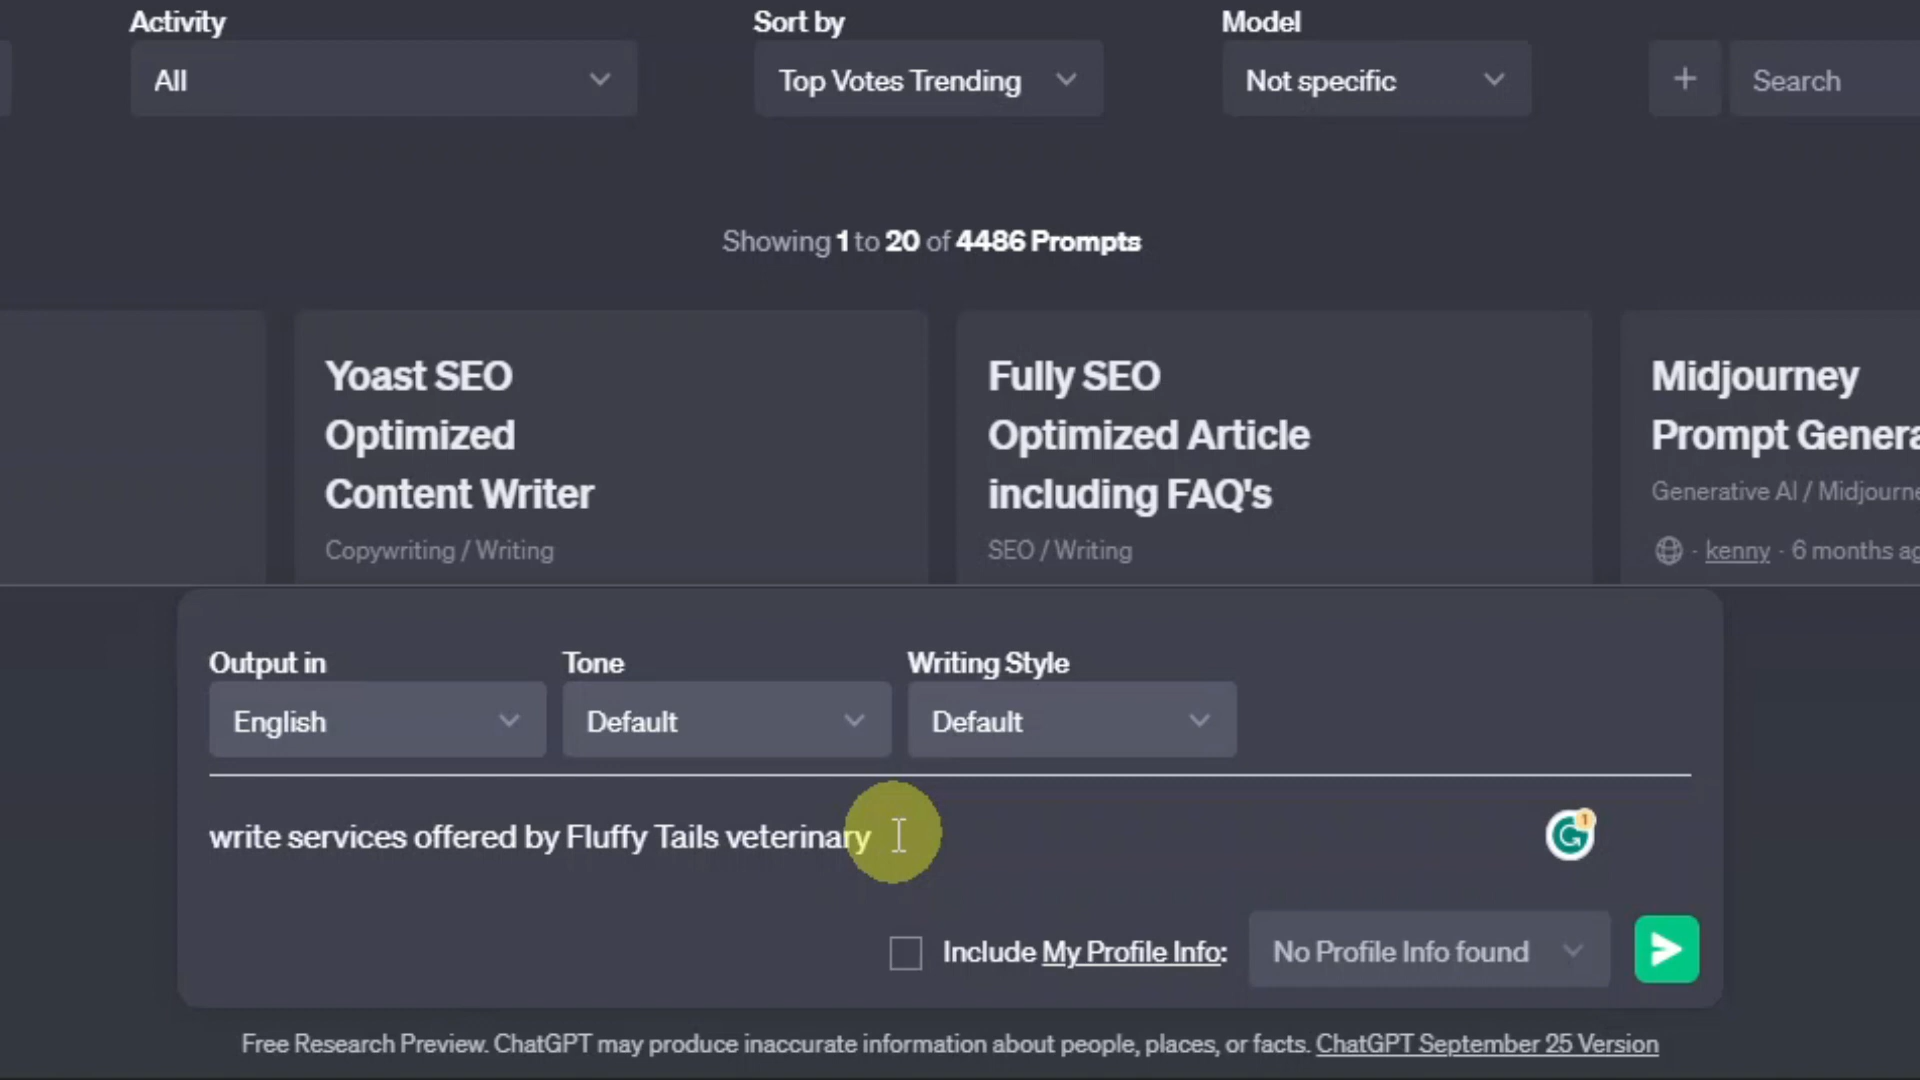 Activity
Sort by
Model
All
Top Votes Trending
Not specific
+
Search
Showing 1 to 20 of 4486 Prompts
Yoast SEO
Optimized
Content Writer
Copywriting / Writing
Fully SEO
Optimized Article
including FAQ's
SEO / Writing
Midjourney
Prompt Genera
Generative AI / Midjourne
· kenny · 6 months ag
Output in
Tone
Writing Style
English
Default
Default
write services offered by Fluffy Tails veterinary
1
Include My Profile Info:
No Profile Info found
Free Research Preview. ChatGPT may produce inaccurate information about people, places, or facts. ChatGPT September 25 Version